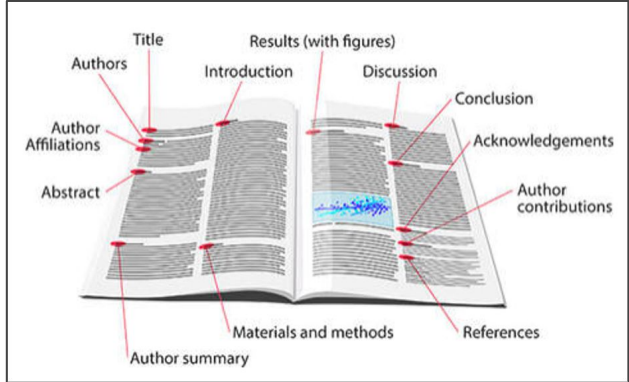 Title
Authors
Author
Affiliations
Abstract
Author summary
Introduction
Materials and methods
Results (with figures)
Discussion
Conclusion
Acknowledgements
Author
contributions
References